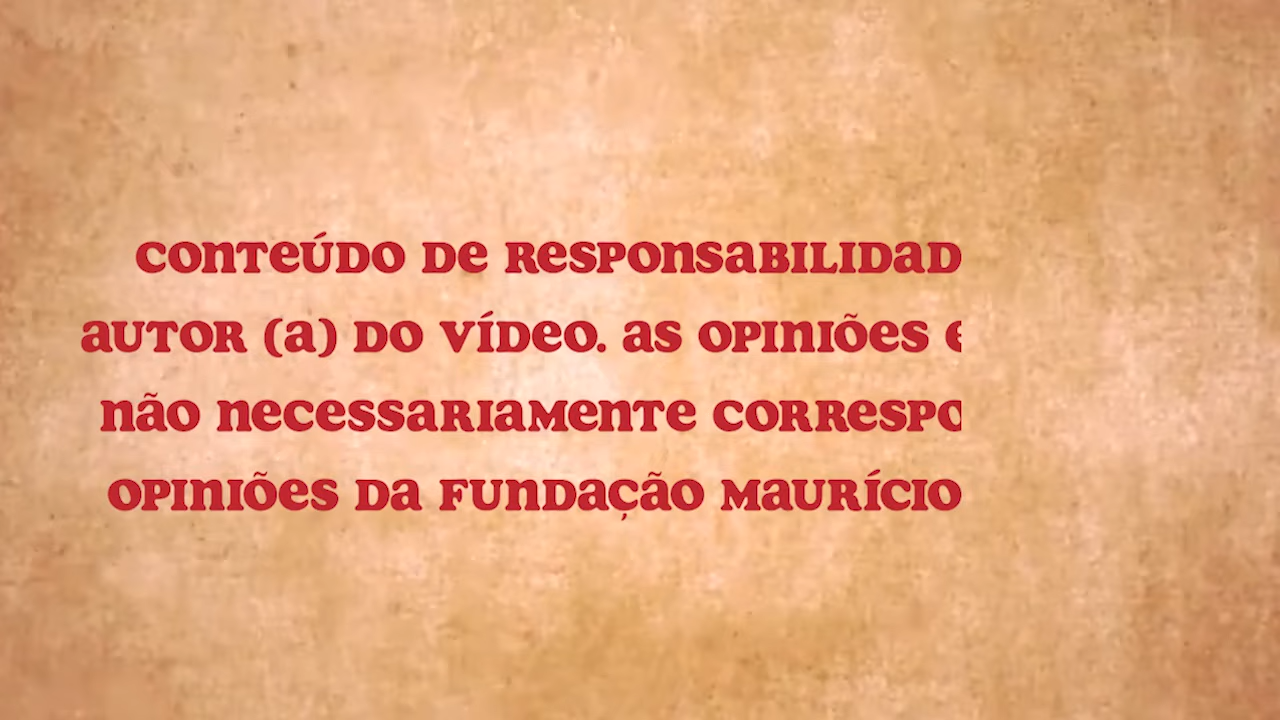 CONTEÚDO DE RESPONSABILIDAD
AUTOR (A) DO VÍDEO. AS OPINIÕES E
NÃO NECESSARIAMENTE CORRESPO
OPINIÕES DA FUNDAÇÃO MAURÍCIO